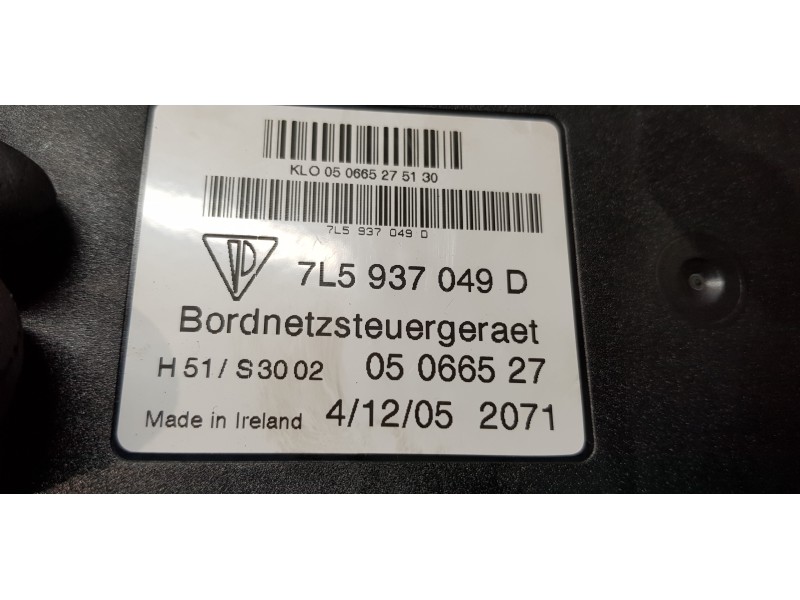 KLO 05 0665 27 51 30
7L5 937 049 D
7L5 937 049 D
Bordnetzsteuergeraet
H 51 / S 30 02 05 0665 27
Made in Ireland 4/12/05 2071